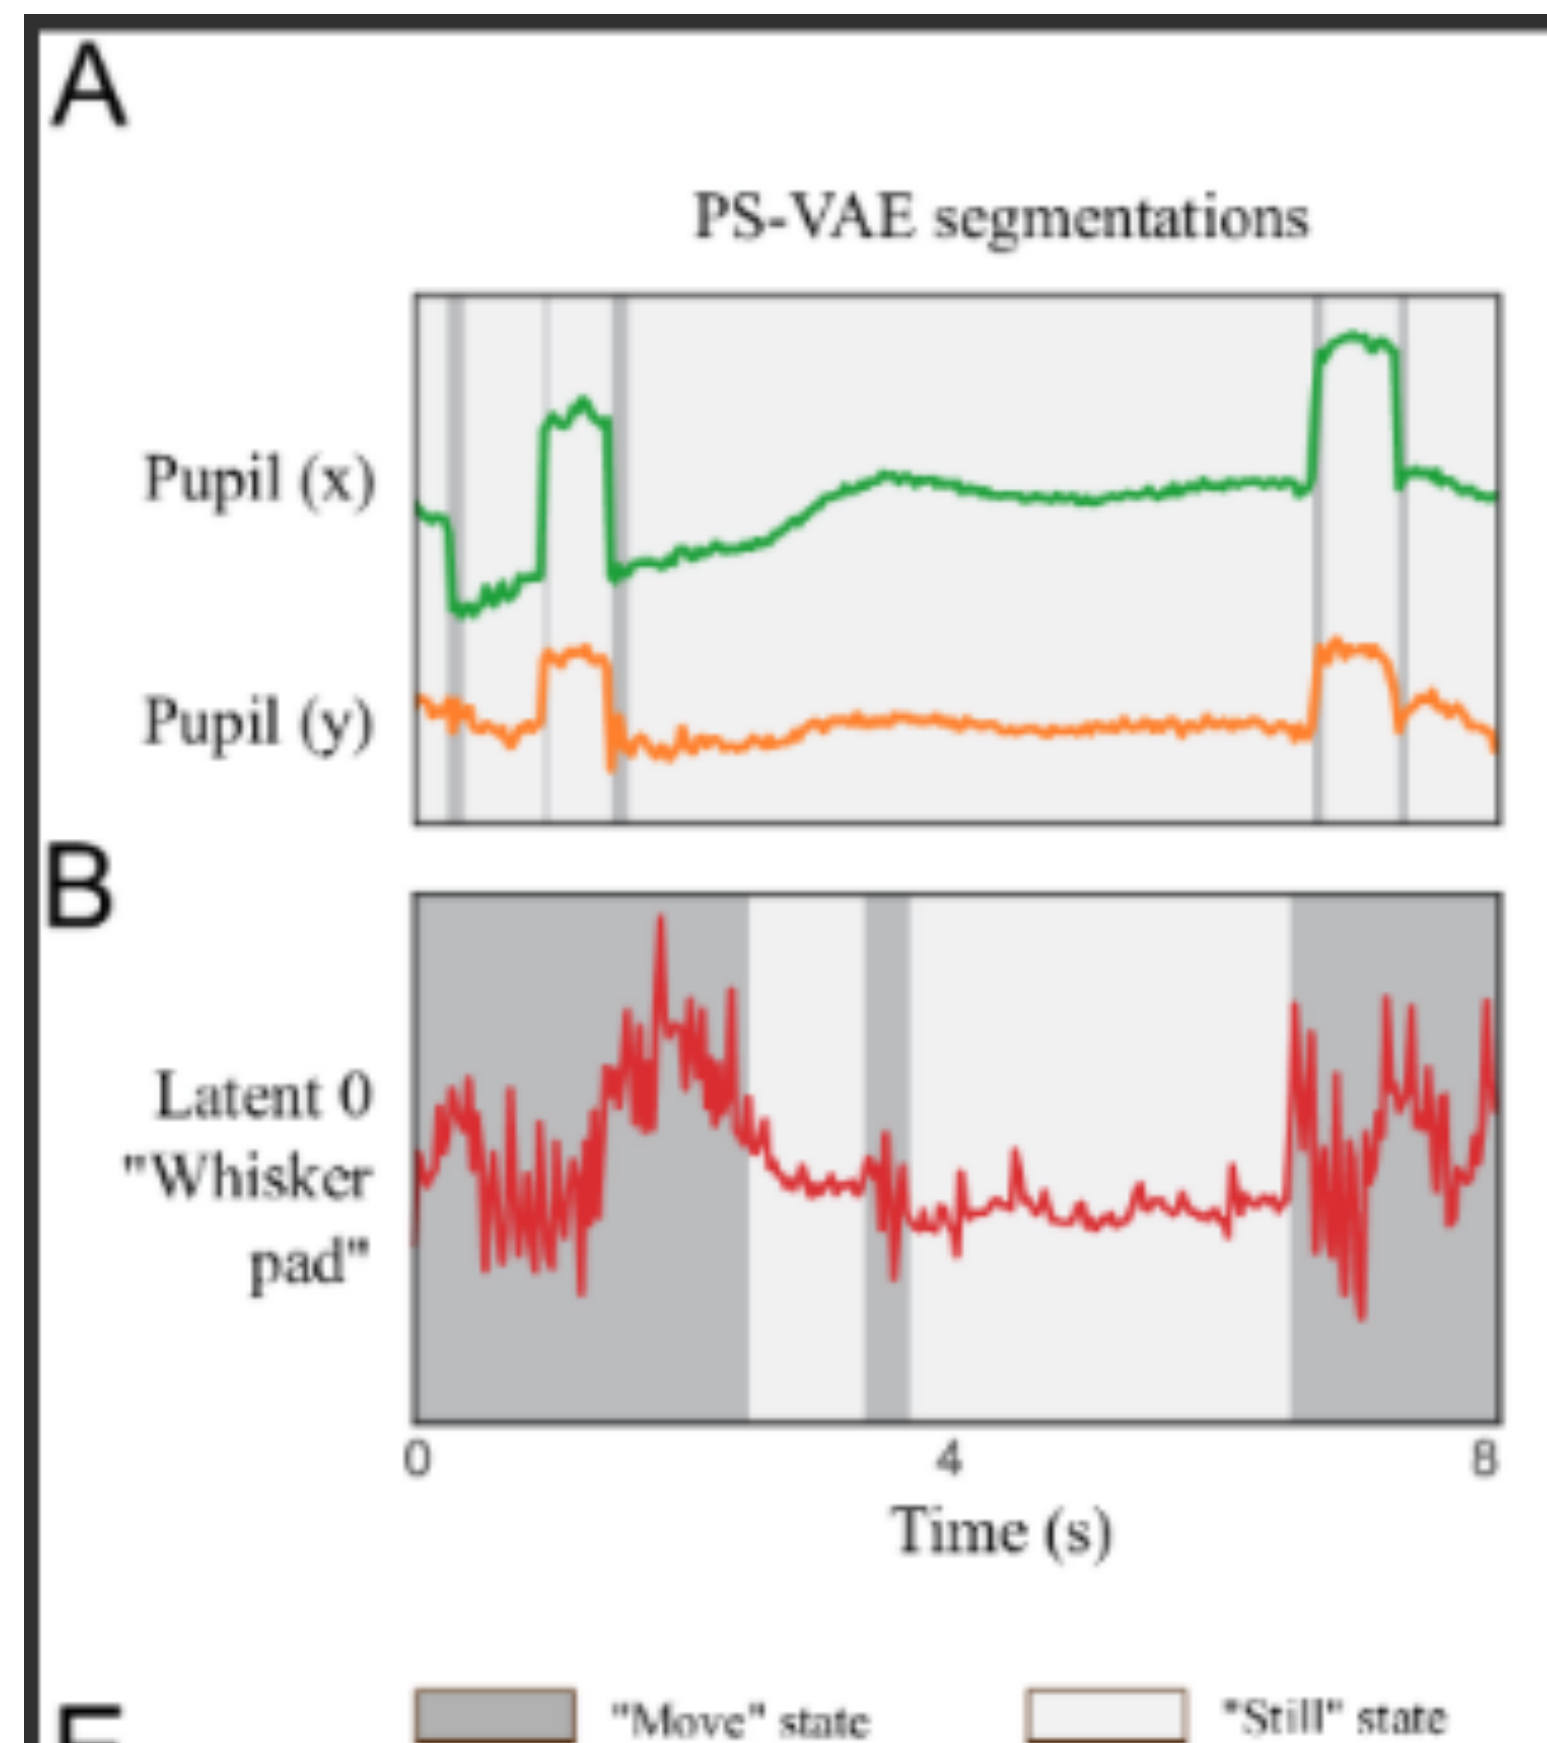 A
PS-VAE segmentations
Pupil (x)
Pupil (y)
B
Latent 0
"Whisker
pad"
0 4 8
Time (s)
"Move" state "Still" state